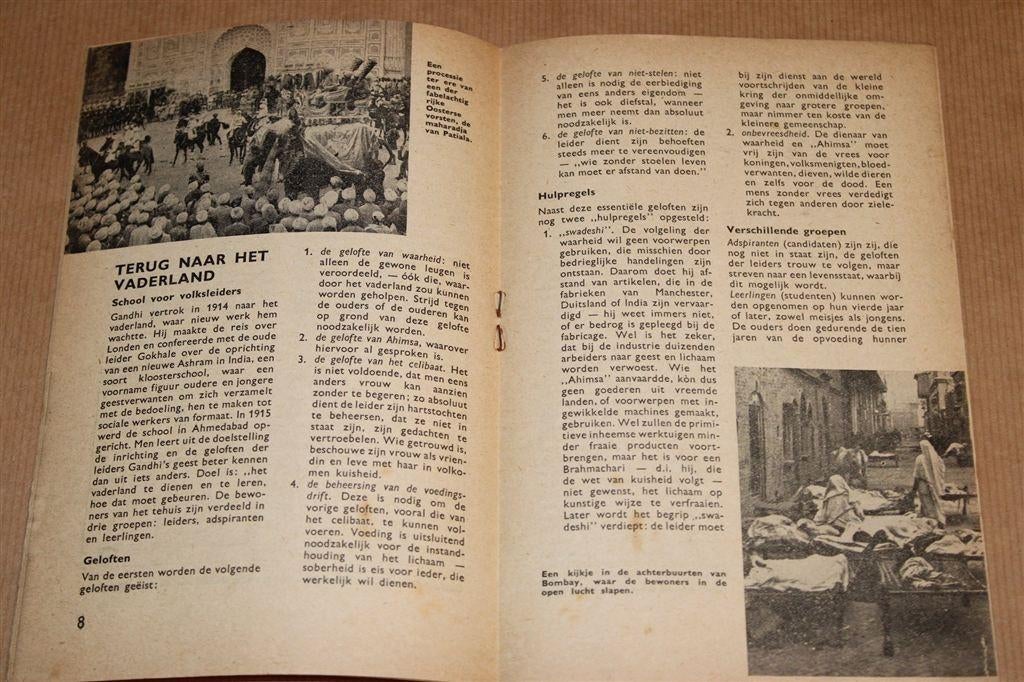 Een
processie
ter ere van
een der
fabelachtig
rijke
Oosterse
vorsten, de
maharadja
van Patiala.
TERUG NAAR HET
VADERLAND
School voor volksleiders
Gandhi vertrok in 1914 naar het
vaderland, waar nieuw werk hem
wachtte. Hij maakte de reis over
Londen en confereerde met de oude
leider Gokhale over de oprichting
van een nieuwe Ashram in India, een
soort kloosterschool, waar een
voorname figuur oudere en jongere
geestverwanten om zich verzamelt
met de bedoeling, hen te maken tot
sociale werkers van formaat. In 1915
werd de school in Ahmedabad op-
gericht. Men leert uit de doelstelling
de inrichting en de geloften der
leiders Gandhi's geest beter kennen
dan uit iets anders. Doel is: „het
vaderland te dienen en te leren,
hoe dat moet gebeuren. De bewo-
ners van het tehuis zijn verdeeld in
drie groepen: leiders, adspiranten
en leerlingen.
Geloften
Van de eersten worden de volgende
geloften geëist:
8
1. de gelofte van waarheid: niet
alleen de gewone leugen is
veroordeeld, — óók die, waar-
door het vaderland zou kunnen
worden geholpen. Strijd tegen
de ouders of de ouderen kan
op grond van deze gelofte
noodzakelijk worden.
2. de gelofte van Ahimsa, waarover
hiervoor al gesproken is.
3. de gelofte van het celibaat. Het
is niet voldoende, dat men eens
anders vrouw kan aanzien
zonder te begeren; zo absoluut
dient de leider zijn hartstochten
te beheersen, dat ze niet in
staat zijn, zijn gedachten te
vertroebelen. Wie getrouwd is,
beschouwe zijn vrouw als vrien-
din en leve met haar in volko-
men kuisheid.
4. de beheersing van de voedings-
drift. Deze is nodig om de
vorige geloften, vooral die van
het celibaat, te kunnen vol-
voeren. Voeding is uitsluitend
noodzakelijk voor de instand-
houding van het lichaam —
soberheid is eis voor ieder, die
werkelijk wil dienen.
5. de gelofte van niet-stelen: niet
alleen is nodig de eerbiediging
van eens anders eigendom —
het is ook diefstal, wanneer
men meer neemt dan absoluut
noodzakelijk is.
6. de gelofte van niet-bezitten: de
leider dient zijn behoeften
steeds meer te vereenvoudigen
— „wie zonder stoelen leven
kan moet er afstand van doen."
Hulpregels
Naast deze essentiële geloften zijn
nog twee „hulpregels" opgesteld:
1. „swadeshi". De volgeling der
waarheid wil geen voorwerpen
gebruiken, die misschien door
bedrieglijke handelingen zijn
ontstaan. Daarom doet hij af-
stand van artikelen, die in de
fabrieken van Manchester,
Duitsland of India zijn vervaar-
digd — hij weet immers niet,
of er bedrog is gepleegd bij de
fabricage. Wel is het zeker,
dat bij de industrie duizenden
arbeiders naar geest en lichaam
worden verwoest. Wie het
„Ahimsa" aanvaardde, kòn dus
geen goederen uit vreemde
landen, of voorwerpen met in-
gewikkelde machines gemaakt,
gebruiken. Wel zullen de primi-
tieve inheemse werktuigen min-
der fraaie producten voort-
brengen, maar het is voor een
Brahmachari — d.i. hij, die
de wet van kuisheid volgt —
niet gewenst, het lichaam op
kunstige wijze te verfraaien.
Later wordt het begrip „swa-
deshi" verdiept: de leider moet
Een kijkje in de achterbuurten van
Bombay, waar de bewoners in de
open lucht slapen.
bij zijn dienst aan de wereld
voortschrijden van de kleine
kring der onmiddellijke om-
geving naar grotere groepen,
maar nimmer ten koste van de
kleinere gemeenschap.
2. onbevreesdheid. De dienaar van
waarheid en „Ahimsa" moet
vrij zijn van de vrees voor
koningen, volksmenigten, bloed-
verwanten, dieven, wilde dieren
en zelfs voor de dood. Een
mens zonder vrees verdedigt
zich tegen anderen door ziele-
kracht.
Verschillende groepen
Adspiranten (candidaten) zijn zij, die
nog niet in staat zijn, de geloften
der leiders trouw te volgen, maar
streven naar een levensstaat, waarbij
dit mogelijk wordt.
Leerlingen (studenten) kunnen wor-
den opgenomen op hun vierde jaar
of later, zowel meisjes als jongens.
De ouders doen gedurende de tien
jaren van de opvoeding hunner